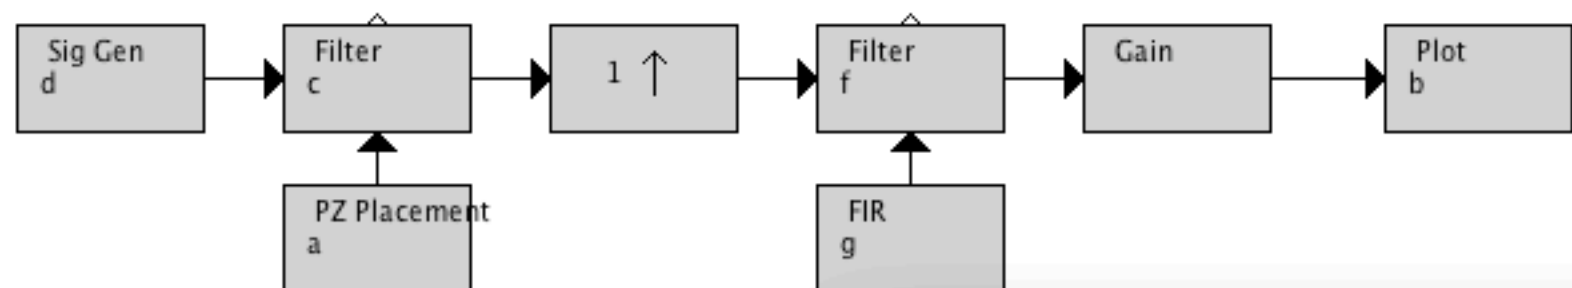 Sig Gen
d
Filter
c
1 ↑
Filter
f
Gain
Plot
b
PZ Placement
a
FIR
g